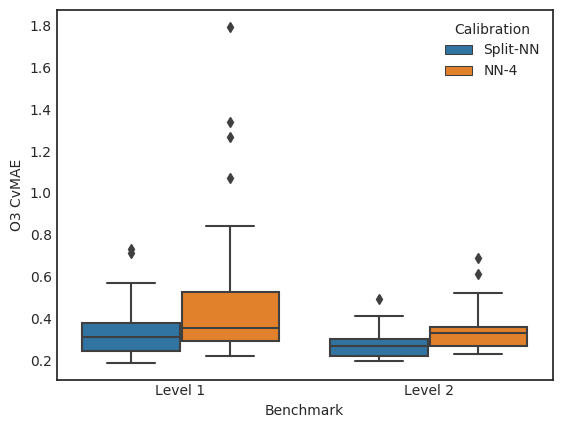 Calibration
Split-NN
NN-4
O3 CvMAE
1.8
1.6
1.4
1.2
1.0
0.8
0.6
0.4
0.2
Level 1
Level 2
Benchmark